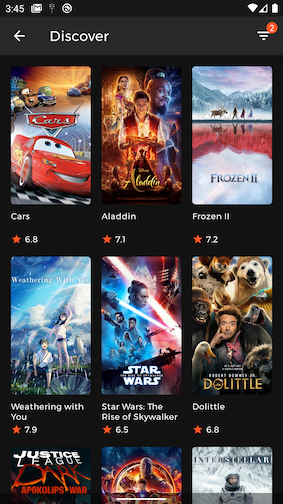 3:45
Discover
2
Cars
Disney
Aladdin
FROZEN II
Cars
Aladdin
Frozen II
6.8
7.1
7.2
Weathering With You
STAR
WARS
ROBERT DOWNEY JR.
DOLITTLE
Weathering with
You
Star Wars: The
Rise of Skywalker
Dolittle
7.9
6.5
6.8
JUSTICE
LEAGUE
DARK
APOKOLIPS WAR
INTERSTELLAR